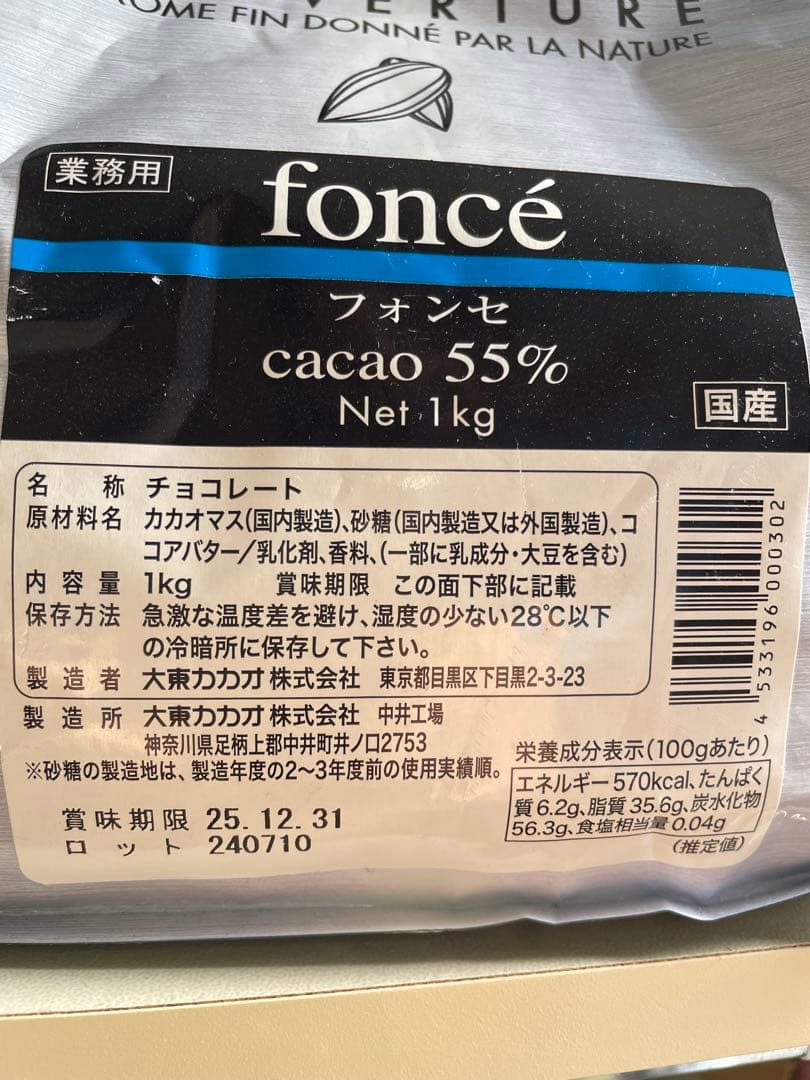 VERTURE
FIN DONNÉ PAR LA NATURE
業務用
foncé
フォンセ
cacao 55%
Net 1kg
国産
名称 チョコレート
原材料名 カカオマス(国内製造)、砂糖(国内製造又は外国製造)、コ
コアバター/乳化剤、香料、(一部に乳成分・大豆を含む)
内容量 1kg 賞味期限 この面下部に記載
保存方法 急激な温度差を避け、湿度の少ない28℃以下
の冷暗所に保存して下さい。
製造者 大東カカオ株式会社 東京都目黒区下目黒2-3-23
製造所 大東カカオ株式会社 中井工場
神奈川県足柄上郡中井町井ノ口2753
※砂糖の製造地は、製造年度の2~3年度前の使用実績順。
賞味期限 25.12.31
ロット 240710
4 533196 000302
栄養成分表示(100gあたり)
エネルギー570kcal、たんぱく
質6.2g、脂質35.6g、炭水化物
56.3g、食塩相当量0.04g
(推定値)